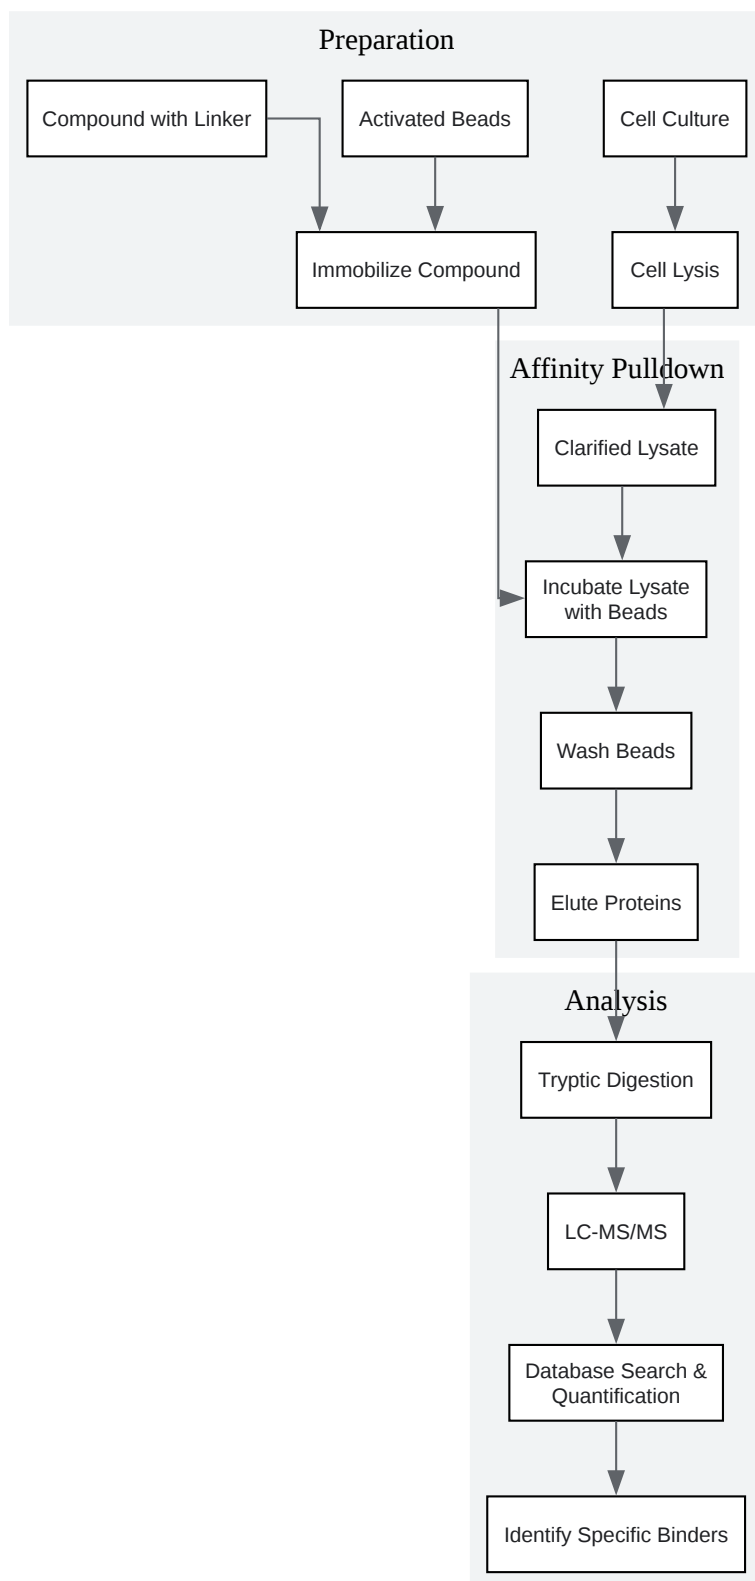 Preparation
Compound with Linker
Activated Beads
Cell Culture
Immobilize Compound
Cell Lysis
Affinity Pulldown
Clarified Lysate
Incubate Lysate
with Beads
Wash Beads
Elute Proteins
Analysis
Tryptic Digestion
LC-MS/MS
Database Search &
Quantification
Identify Specific Binders